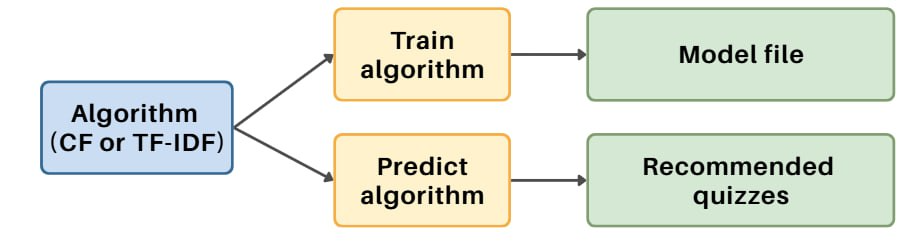 Algorithm
(CF or TF-IDF)
Train
algorithm
Model file
Predict
algorithm
Recommended
quizzes